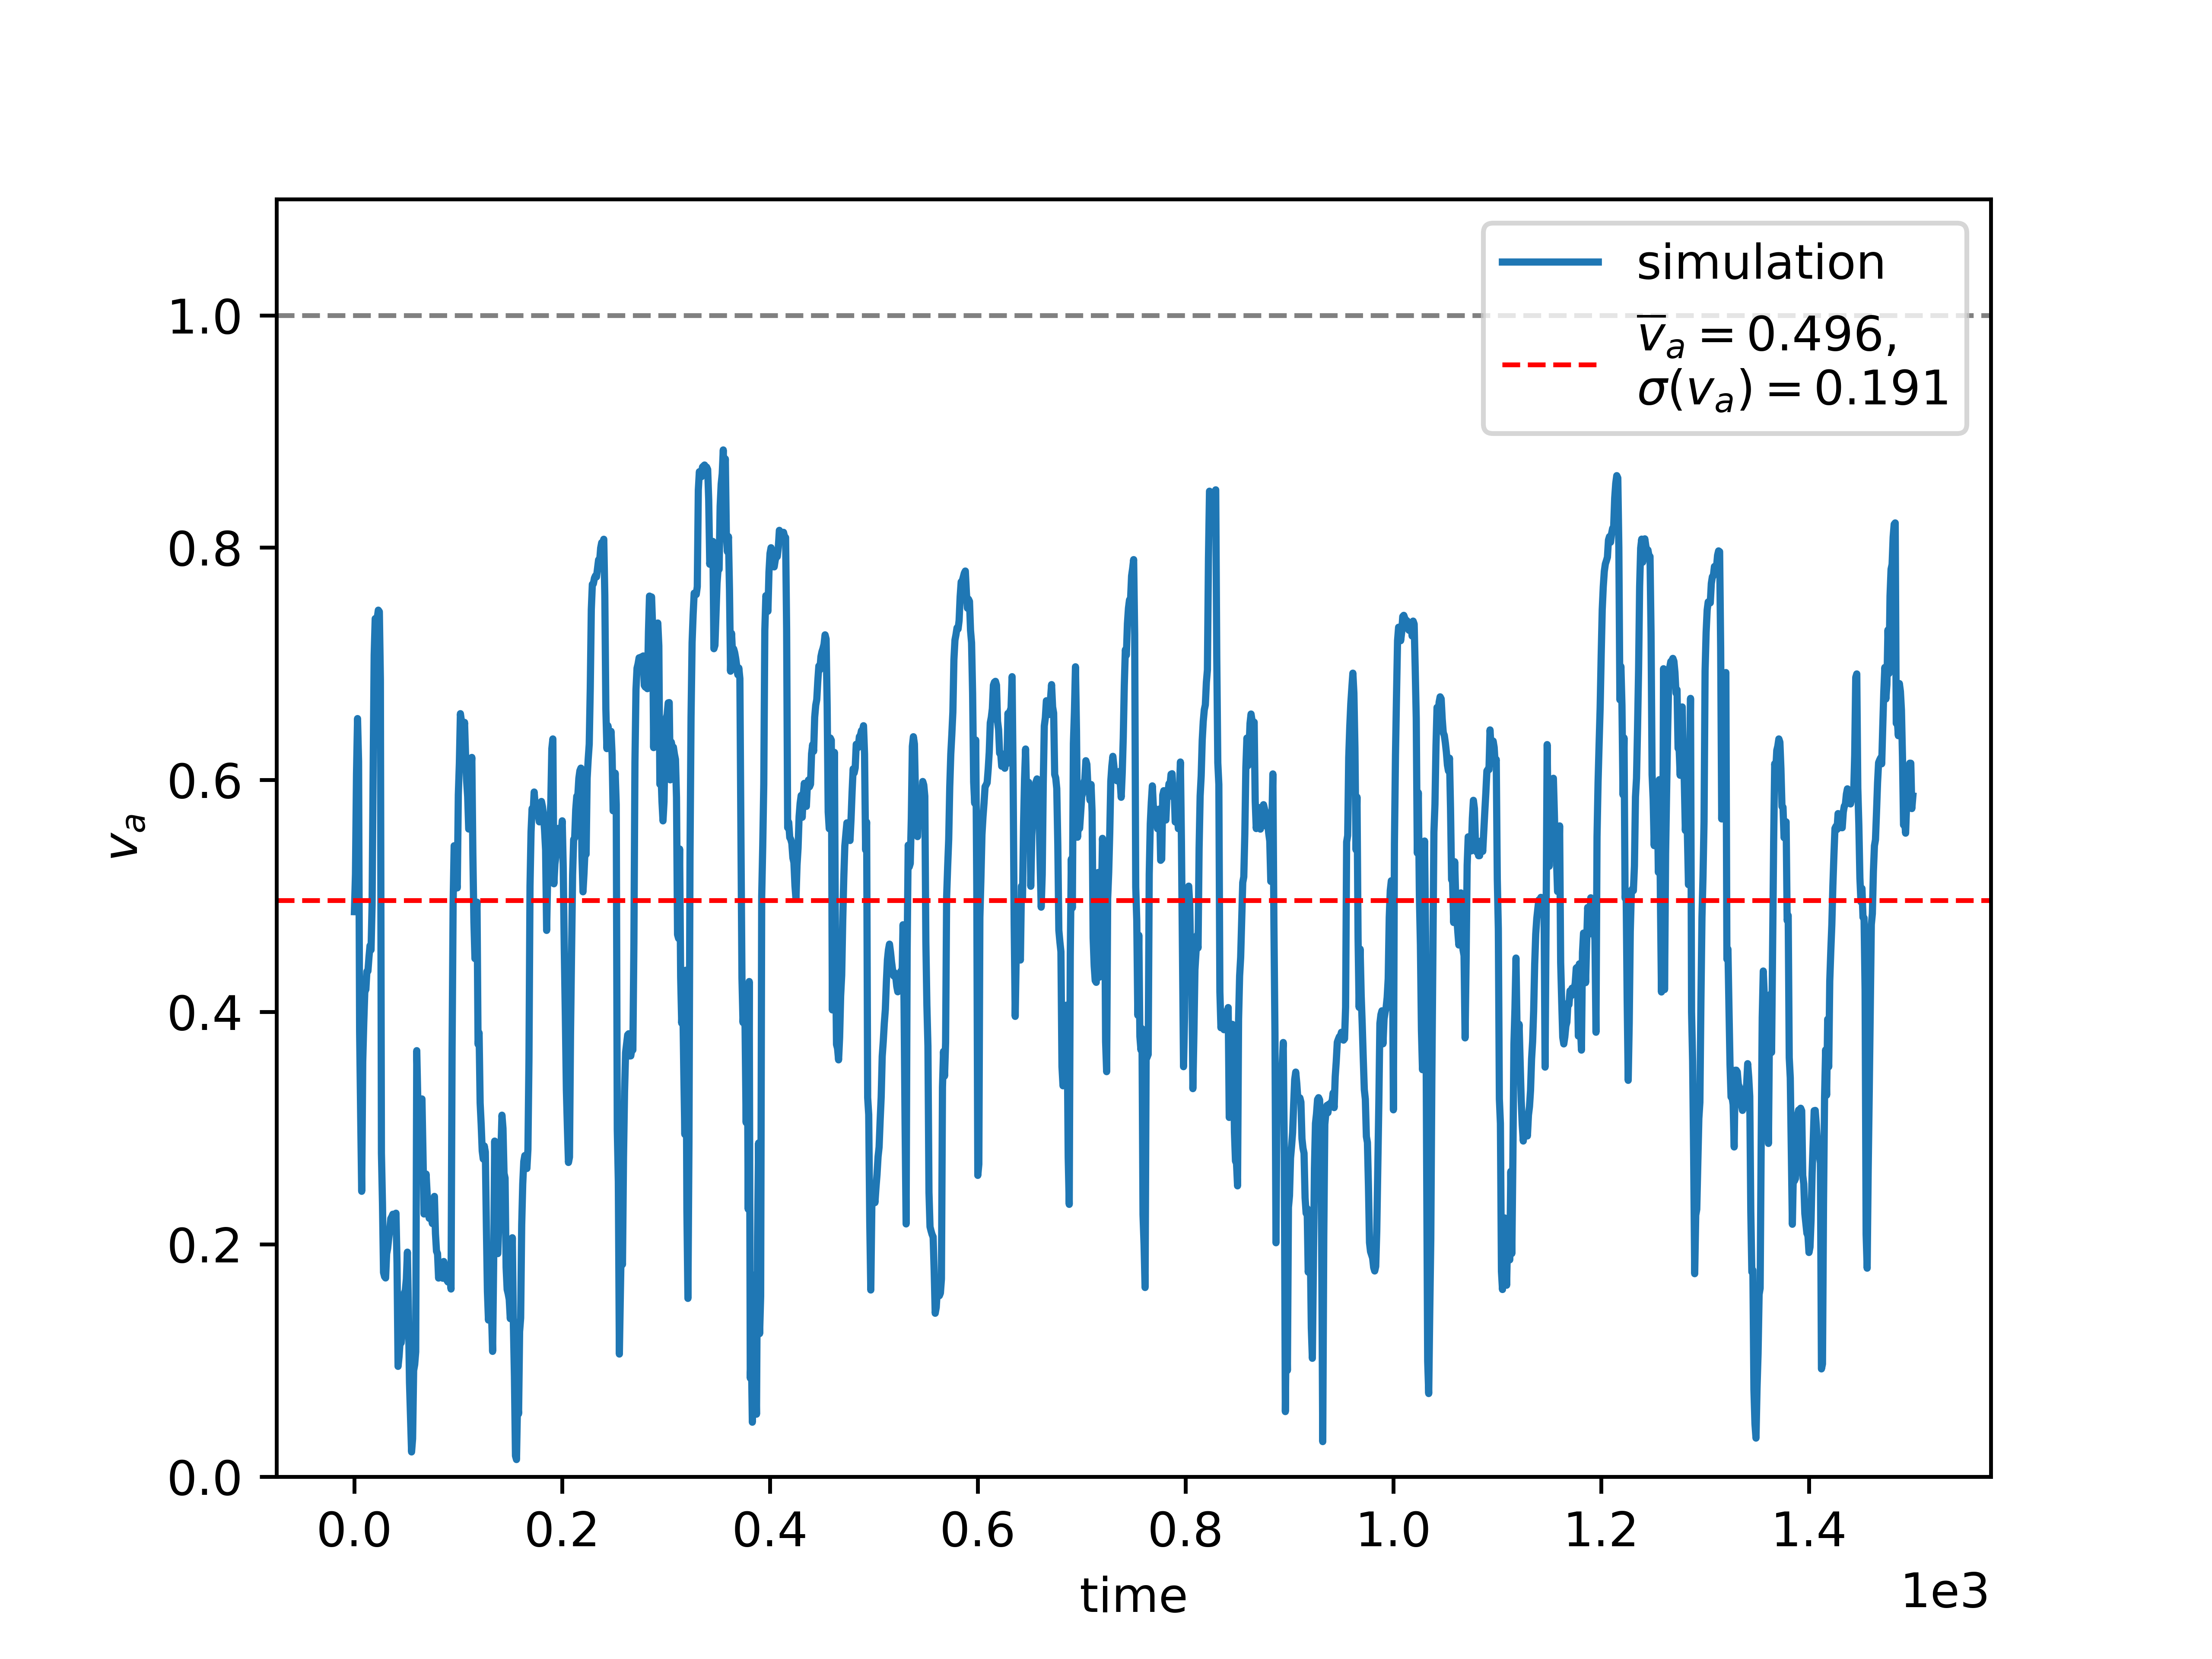 simulation
v̅ₐ = 0.496,
σ(vₐ) = 0.191
1.0
0.8
0.6
0.4
0.2
0.0
vₐ
0.0 0.2 0.4 0.6 0.8 1.0 1.2 1.4
time
1e3